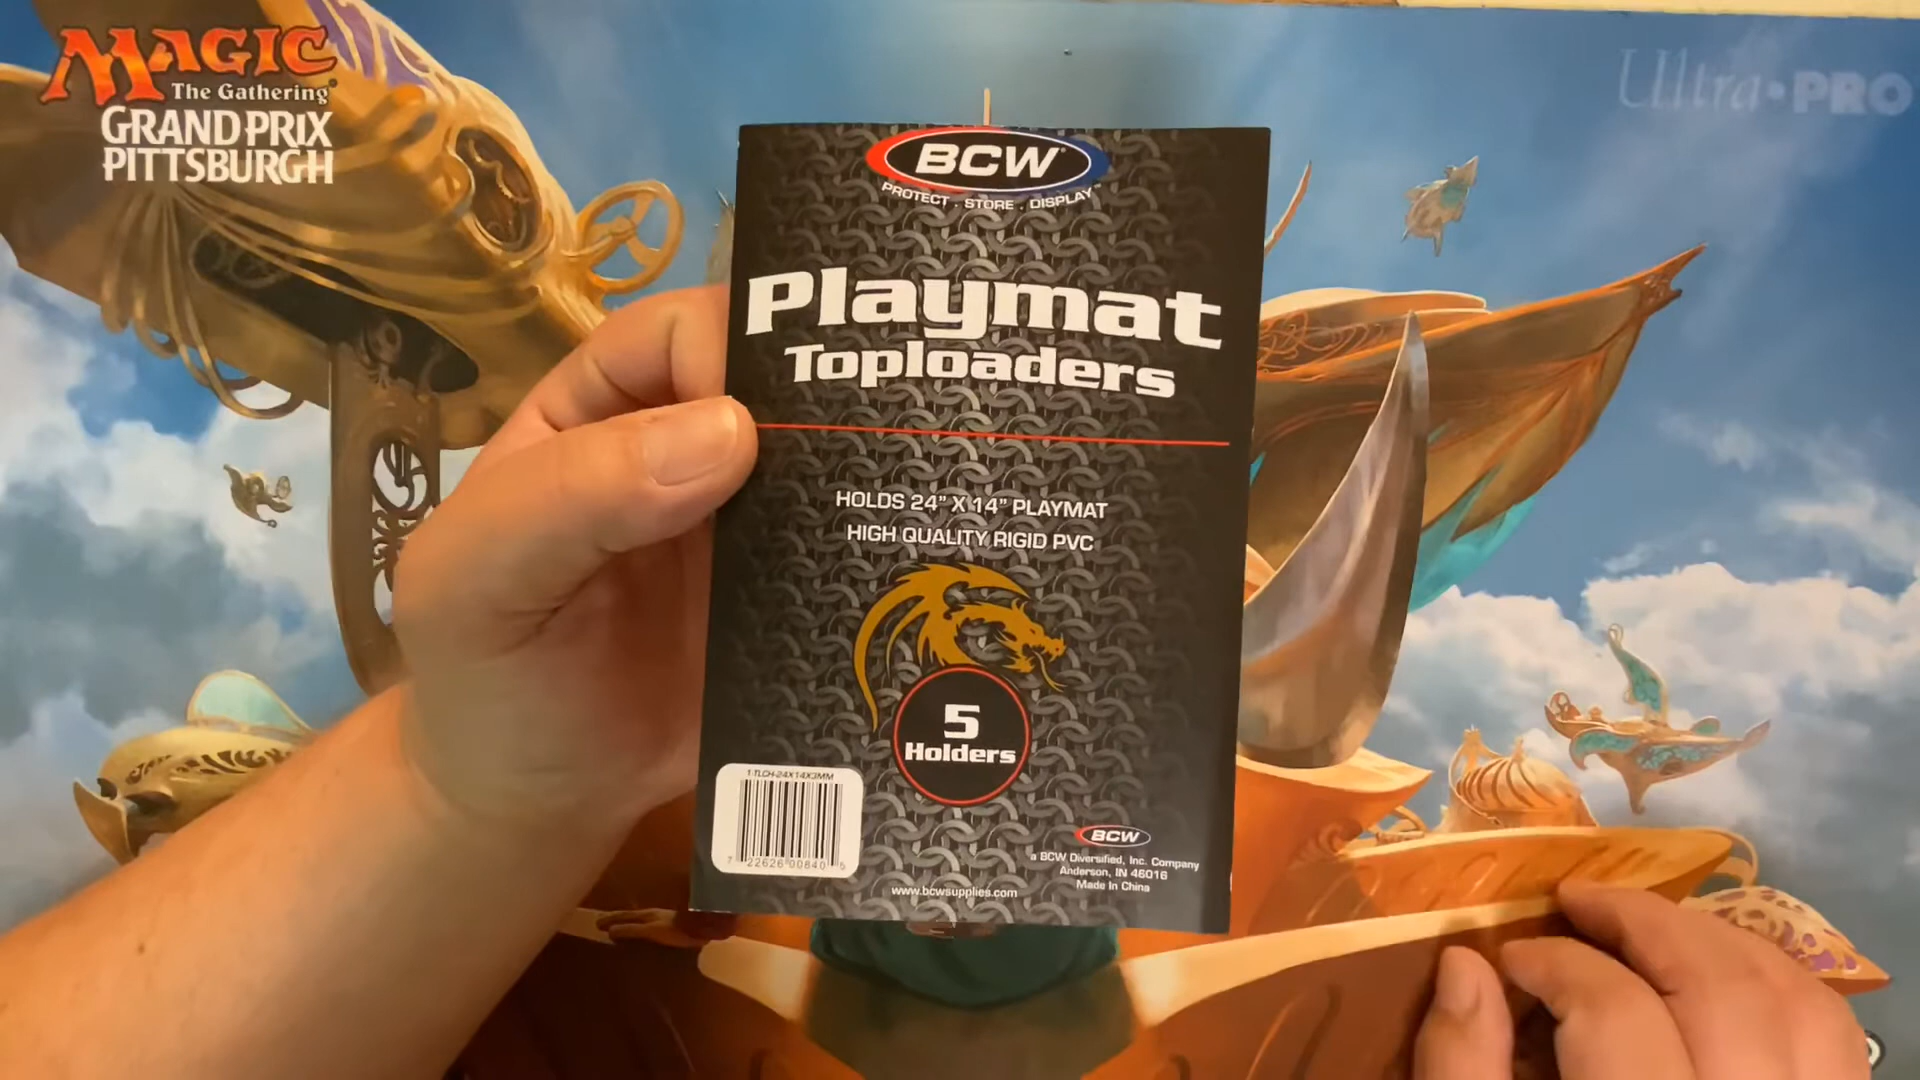 MAGIC
The Gathering®
GRAND PRIX
PITTSBURGH
Ultra•PRO
BCW®
PROTECT . STORE . DISPLAY™
Playmat
Toploaders
HOLDS 24” X 14” PLAYMAT
HIGH QUALITY RIGID PVC
5
Holders
1-TLCH-24X14X3MM
7 22626 00840 5
BCW
a BCW Diversified, Inc. Company
Anderson, IN 46016
Made In China
www.bcwsupplies.com